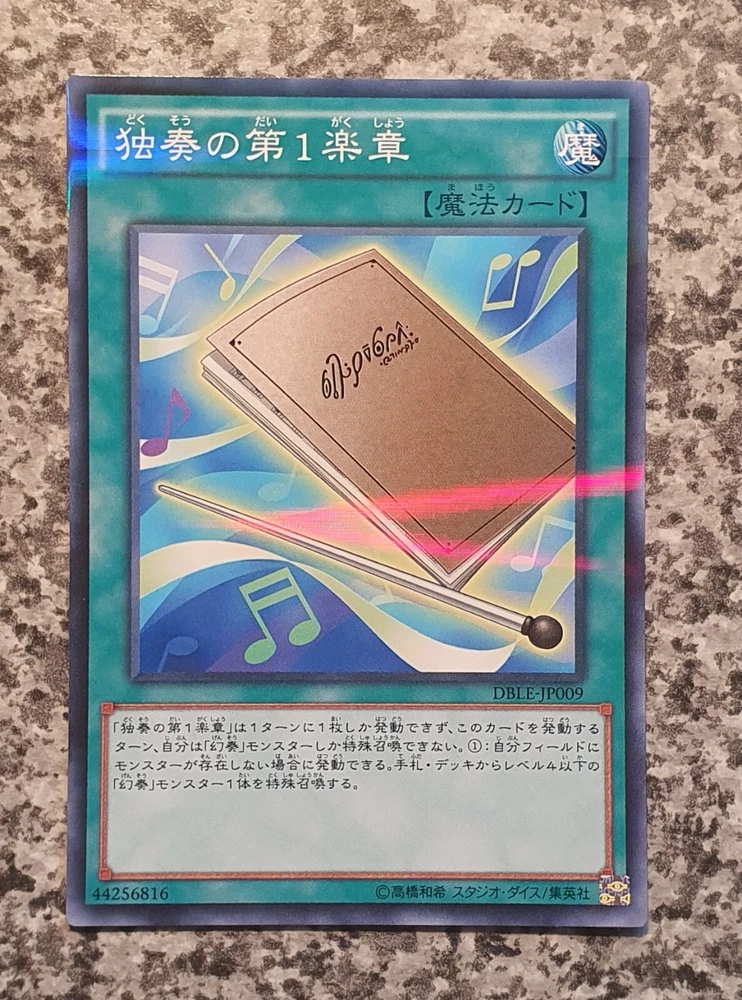 独奏の第1楽章
魔
【魔法カード】
DBLE-JP009
「独奏の第1楽章」は1ターンに1枚しか発動できず、このカードを発動する
ターン、自分は「幻奏」モンスターしか特殊召喚できない。①：自分フィールドに
モンスターが存在しない場合に発動できる。手札・デッキからレベル4以下の
「幻奏」モンスター1体を特殊召喚する。
44256816
©高橋和希 スタジオ・ダイス/集英社